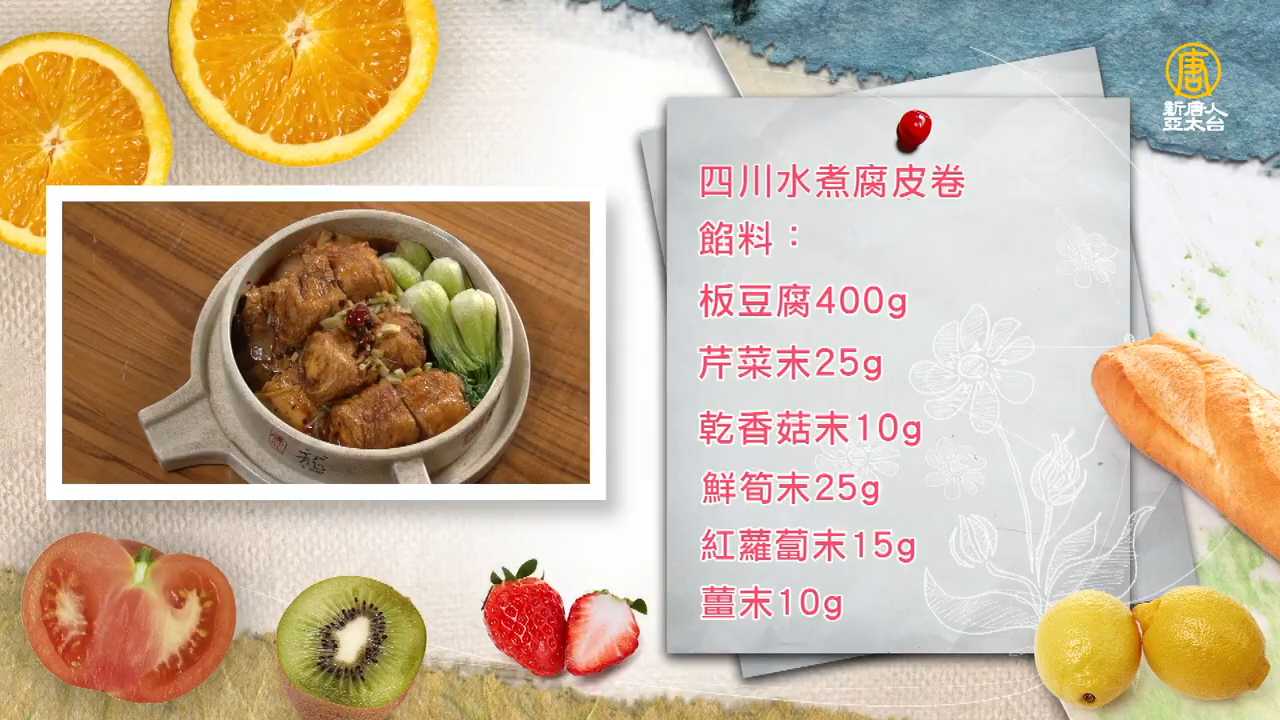 新唐人
亞太台
四川水煮腐皮卷
餡料：
板豆腐400g
芹菜末25g
乾香菇末10g
鮮筍末25g
紅蘿蔔末15g
薑末10g
福